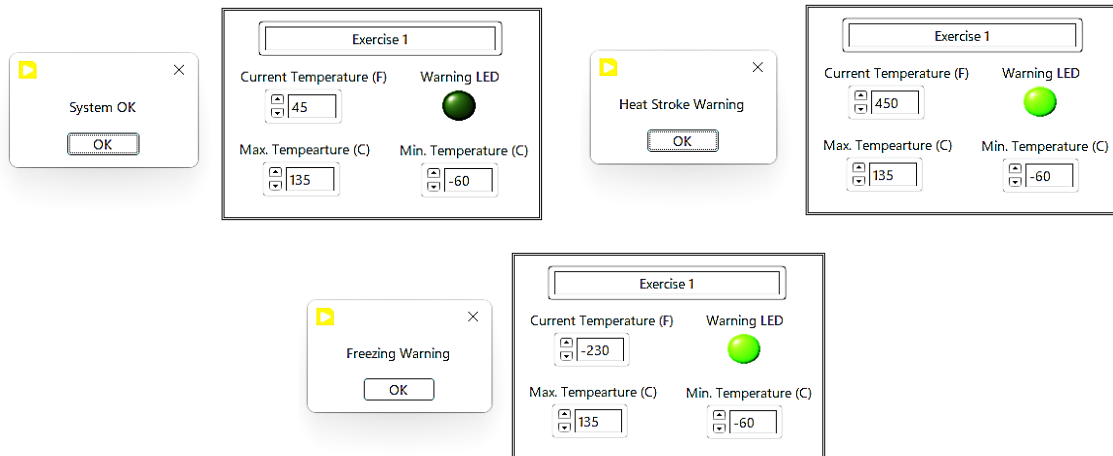 System OK
OK
Exercise 1
Current Temperature (F)
Warning LED
45
Max. Tempearture (C)
Min. Temperature (C)
135
-60
Heat Stroke Warning
OK
Exercise 1
Current Temperature (F)
Warning LED
450
Max. Tempearture (C)
Min. Temperature (C)
135
-60
Freezing Warning
OK
Exercise 1
Current Temperature (F)
Warning LED
-230
Max. Tempearture (C)
Min. Temperature (C)
135
-60